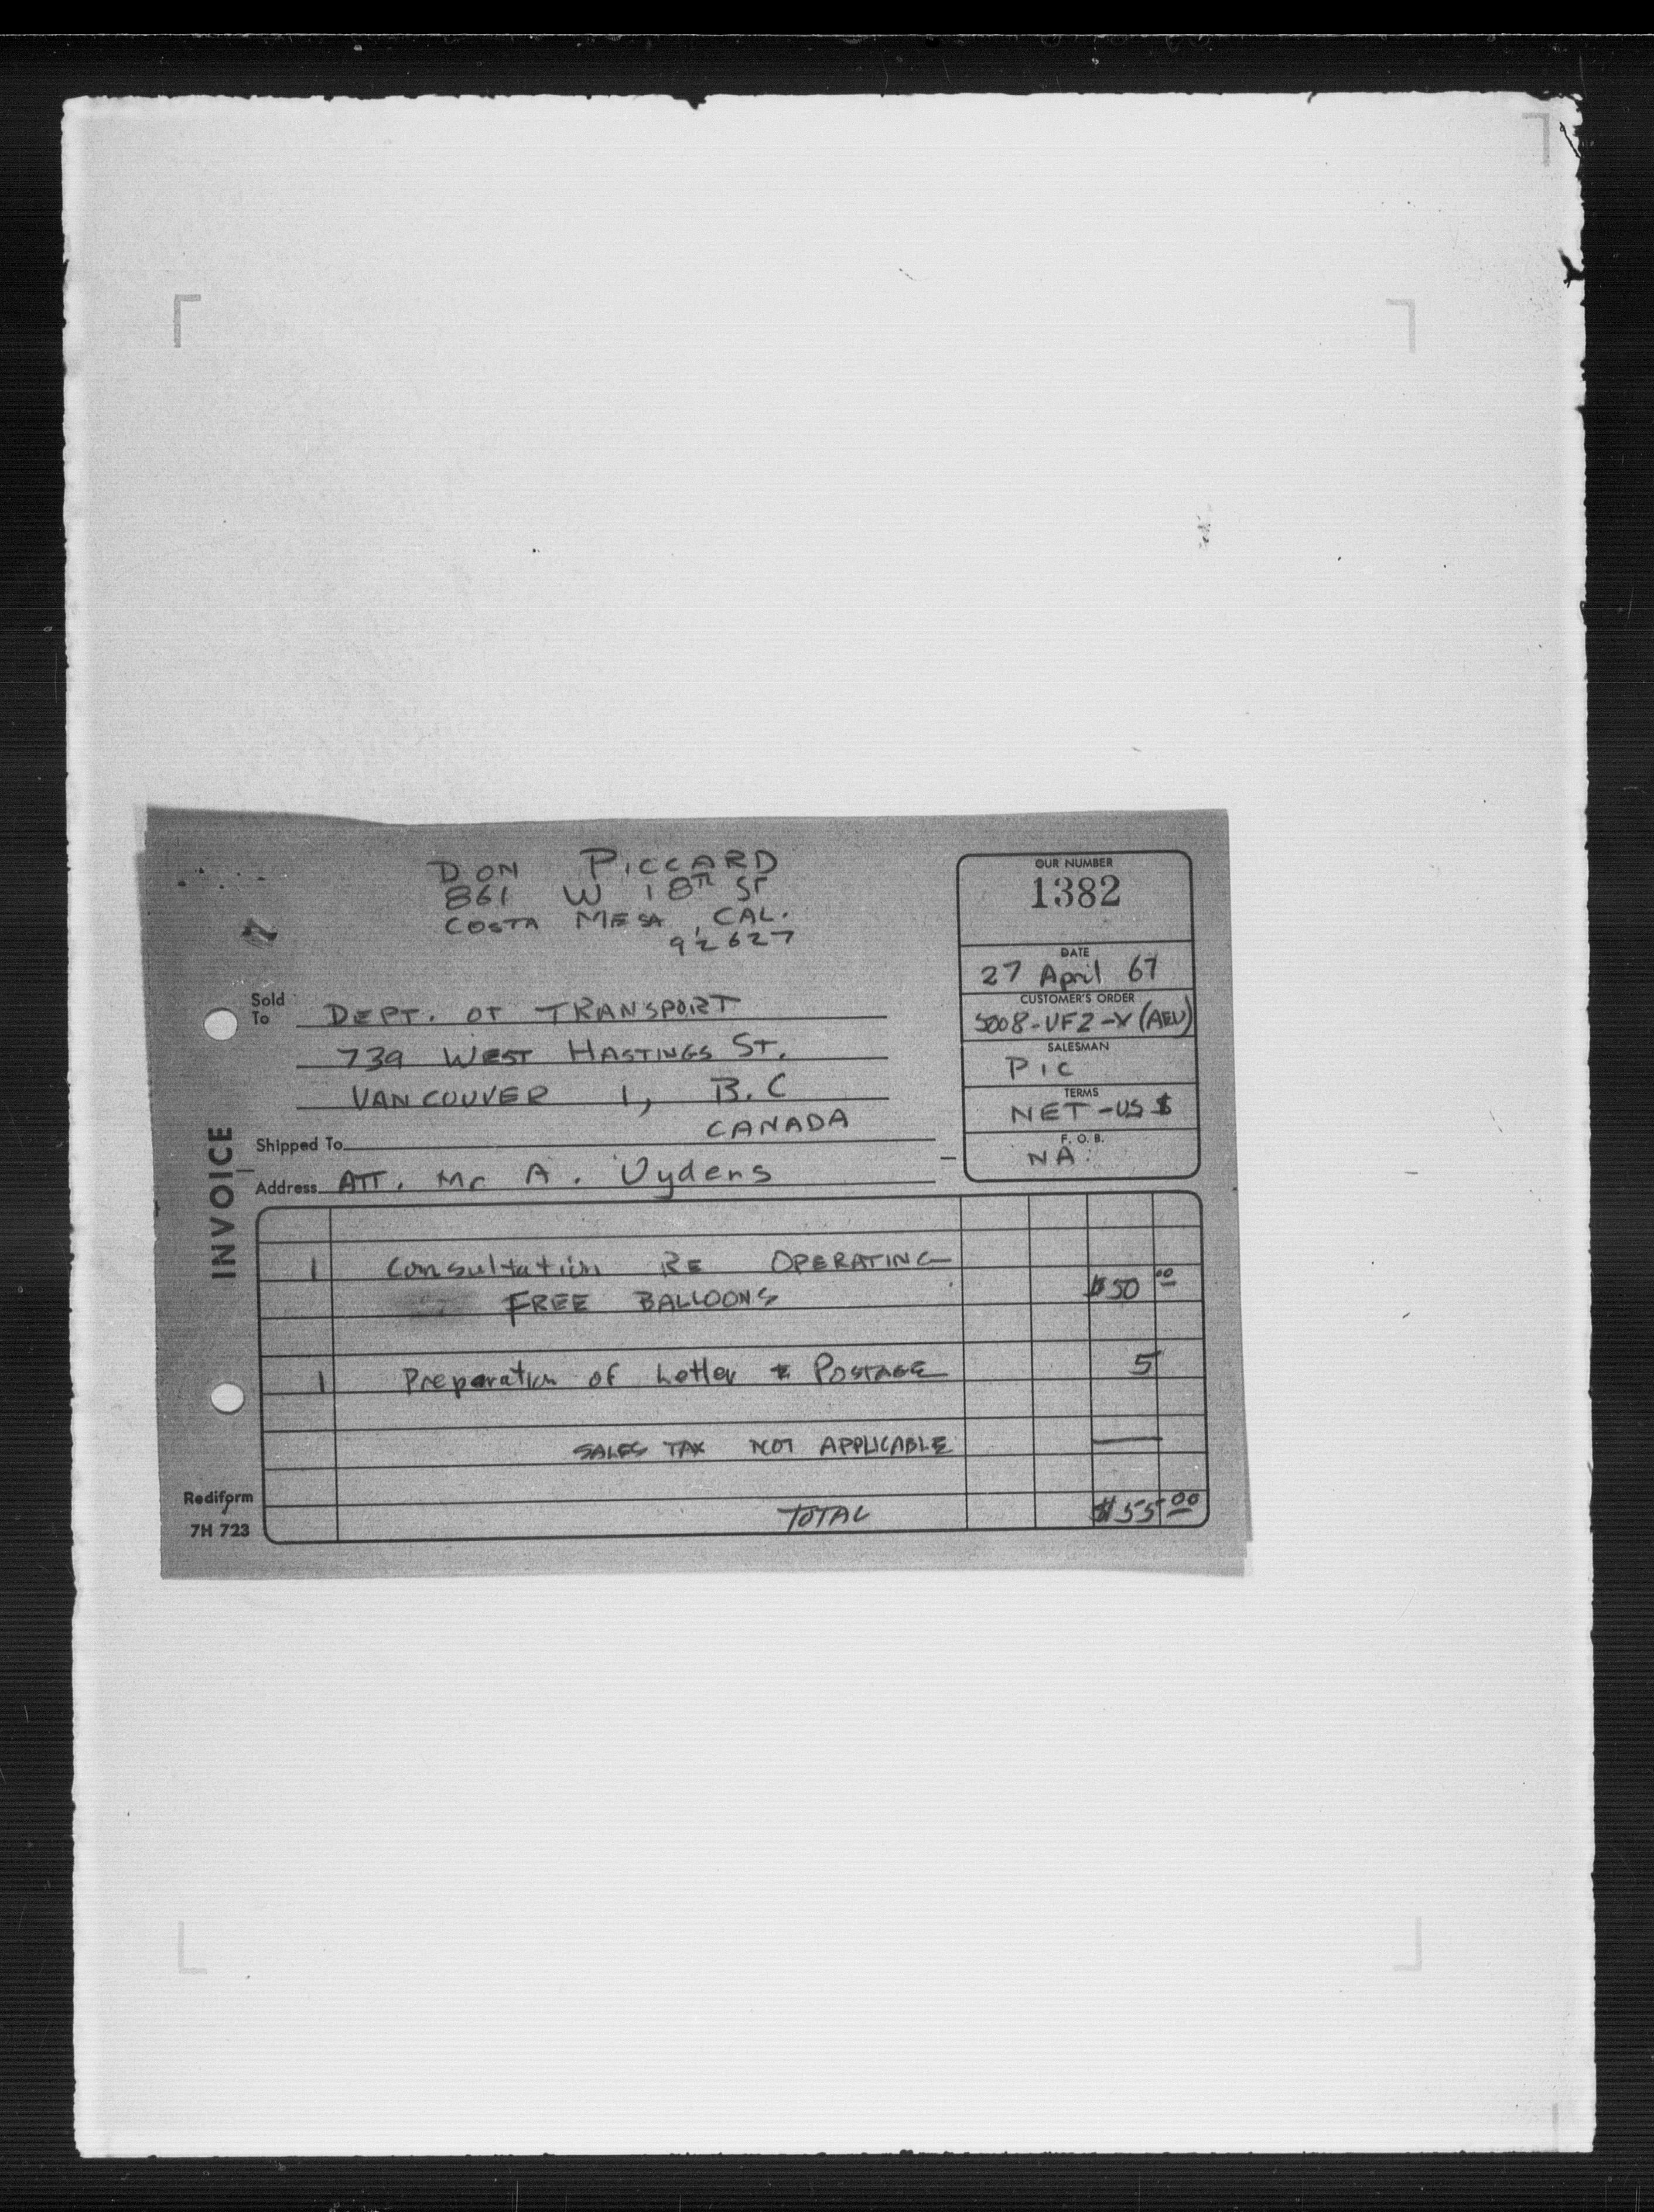 DON PICCARD
861 W 18TH ST
COSTA MESA, CAL.
92627
OUR NUMBER
1382
DATE
27 April 67
CUSTOMER'S ORDER
5008-VF2-X (AEU)
SALESMAN
PIC
TERMS
NET - US $
F. O. B.
NA
Sold To
DEPT. OF TRANSPORT
739 WEST HASTINGS ST.
VANCOUVER 1, B.C
CANADA
Shipped To
Address ATT. Mr A. Uydens
INVOICE
1 Consultation RE OPERATING
FREE BALLOONS $50 00
1 Preparation of Letter & POSTAGE 5
SALES TAX NOT APPLICABLE —
TOTAL $55 00
Rediform
7H 723